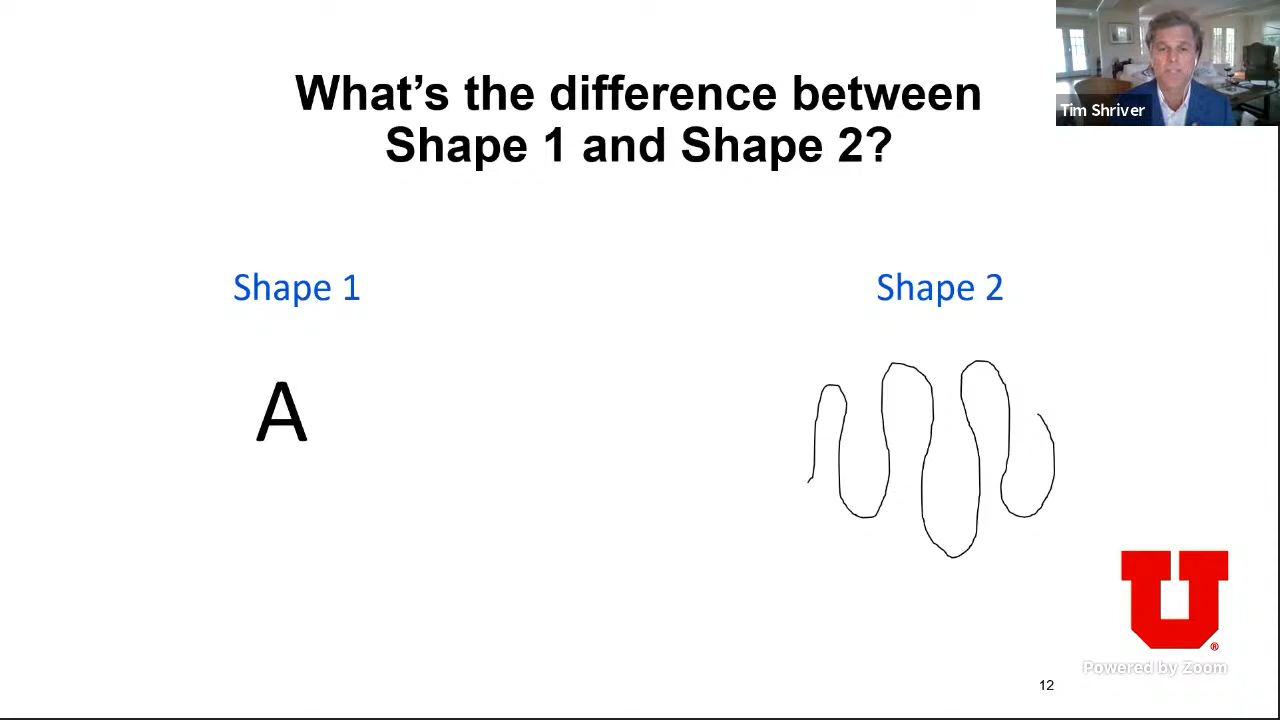 What's the difference between
Shape 1 and Shape 2?
Tim Shriver
Shape 1
Shape 2
A
U
®
Powered by Zoom
12